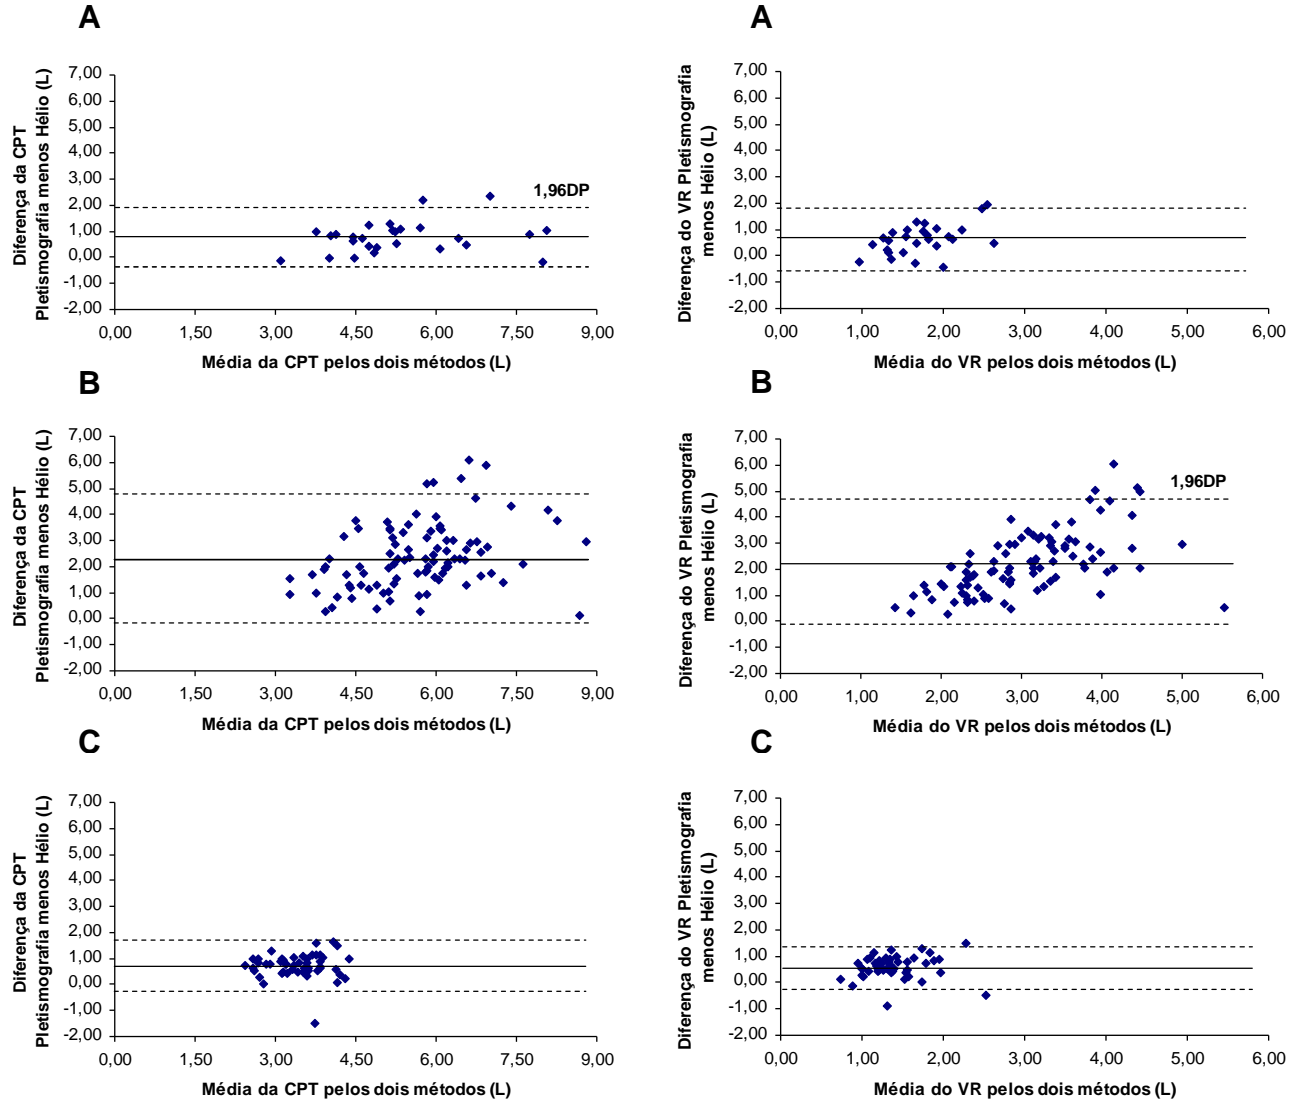 A
Diferença da CPT
Pletismografia menos Hélio (L)
7,00
6,00
5,00
4,00
3,00
2,00
1,00
0,00
-1,00
-2,00
1,96DP
0,00 1,50 3,00 4,50 6,00 7,50 9,00
Média da CPT pelos dois métodos (L)
A
Diferença do VR Pletismografia
menos Hélio (L)
7,00
6,00
5,00
4,00
3,00
2,00
1,00
0,00
-1,00
-2,00
0,00 1,00 2,00 3,00 4,00 5,00 6,00
Média do VR pelos dois métodos (L)
B
Diferença da CPT
Pletismografia menos Hélio (L)
7,00
6,00
5,00
4,00
3,00
2,00
1,00
0,00
-1,00
-2,00
0,00 1,50 3,00 4,50 6,00 7,50 9,00
Média da CPT pelos dois métodos (L)
B
Diferença do VR Pletismografia
menos Hélio (L)
7,00
6,00
5,00
4,00
3,00
2,00
1,00
0,00
-1,00
-2,00
1,96DP
0,00 1,00 2,00 3,00 4,00 5,00 6,00
Média do VR pelos dois métodos (L)
C
Diferença da CPT
Pletismografia menos Hélio (L)
7,00
6,00
5,00
4,00
3,00
2,00
1,00
0,00
-1,00
-2,00
0,00 1,50 3,00 4,50 6,00 7,50 9,00
Média da CPT pelos dois métodos (L)
C
Diferença do VR Pletismografia
menos Hélio (L)
7,00
6,00
5,00
4,00
3,00
2,00
1,00
0,00
-1,00
-2,00
0,00 1,00 2,00 3,00 4,00 5,00 6,00
Média do VR pelos dois métodos (L)